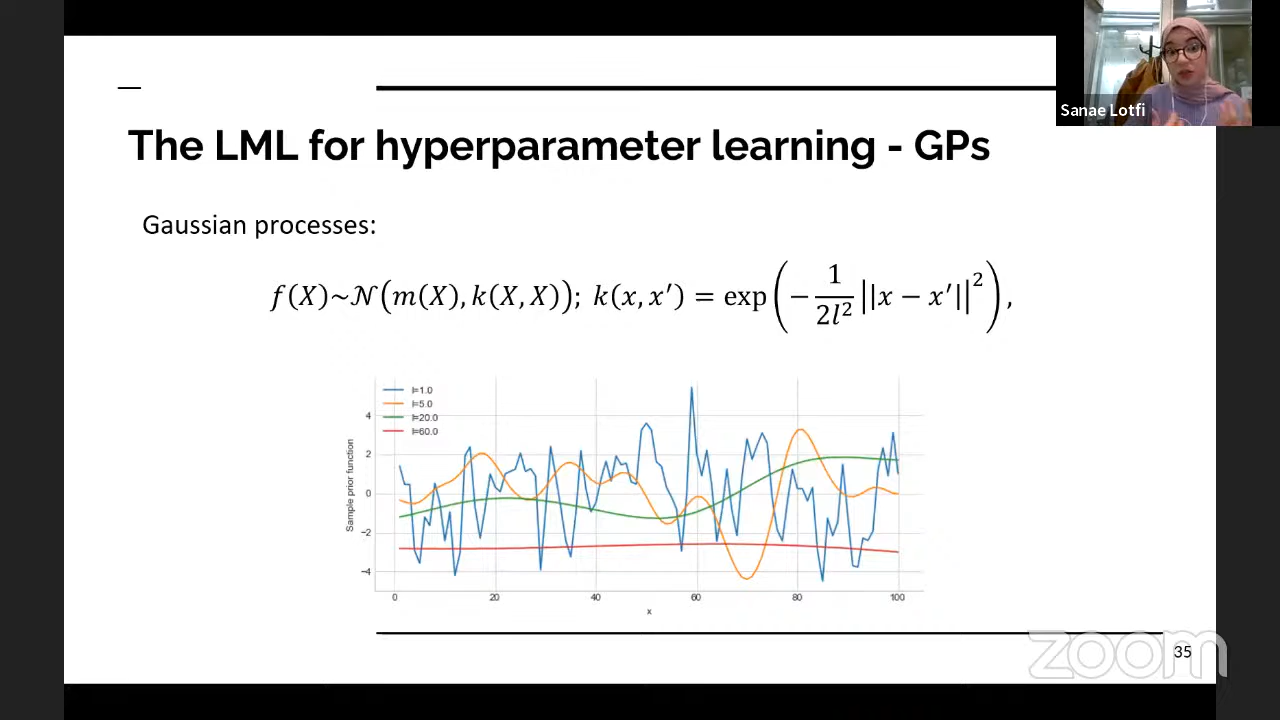 Sanae Lotfi
The LML for hyperparameter learning - GPs
Gaussian processes:
f(X)~𝒩(m(X), k(X, X)); k(x, x′) = exp(−1/2l² ||x − x′||²),
l=1.0
l=5.0
l=20.0
l=60.0
Sample prior function
4
2
0
−2
−4
0 20 40 60 80 100
x
zoom
35